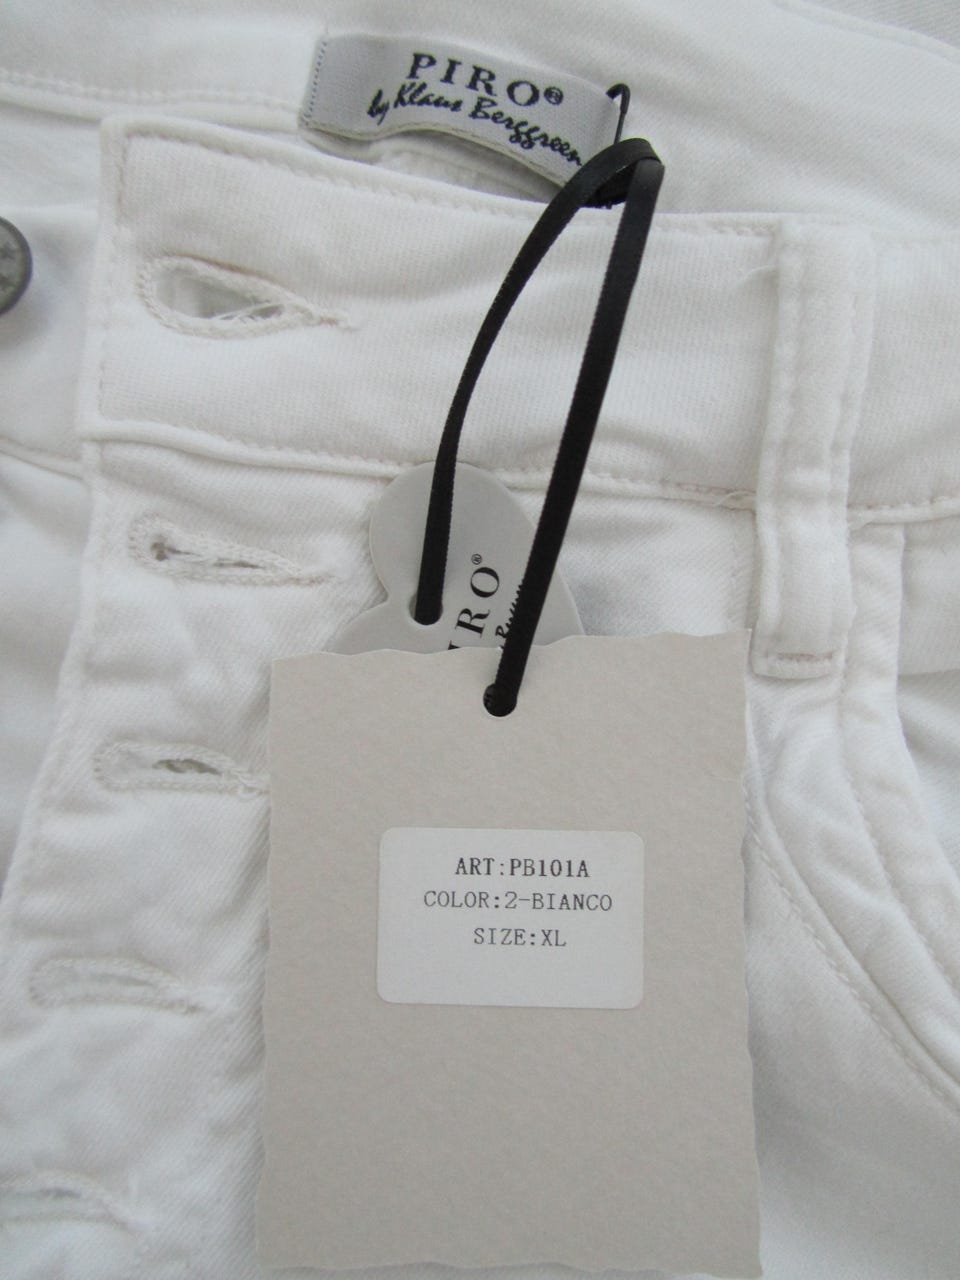 PIRO®
by Klaus Berggreen
IRO®
ART:PB101A
COLOR:2-BIANCO
SIZE:XL